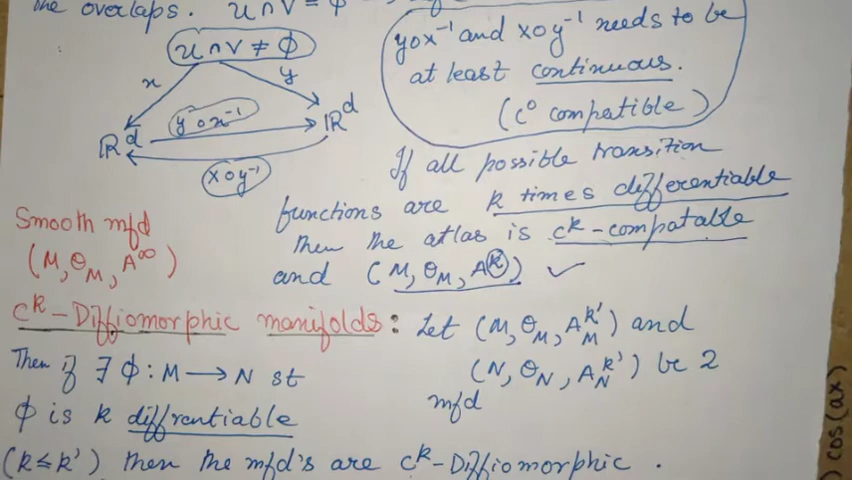 the overlaps. U∩V = ϕ
U∩V ≠ ϕ
x
y
ℝᵈ
y∘x⁻¹
ℝᵈ
x∘y⁻¹
y∘x⁻¹ and x∘y⁻¹ needs to be
at least continuous.
(C⁰ compatible)
If all possible transition
functions are k times differentiable
then the atlas is Cᵏ-compatable
and (M, Θ_M, Aᵏ) ✓
Smooth mfd
(M, Θ_M, A^∞)
Cᵏ-Diffiomorphic manifolds: Let (M, Θ_M, A_M^k') and
(N, Θ_N, A_N^k') be 2
mfd
Then if ∃ ϕ: M → N st
ϕ is k diffrentiable
(k ≤ k') then the mfd's are Cᵏ-Diffiomorphic.
) cos(ax)